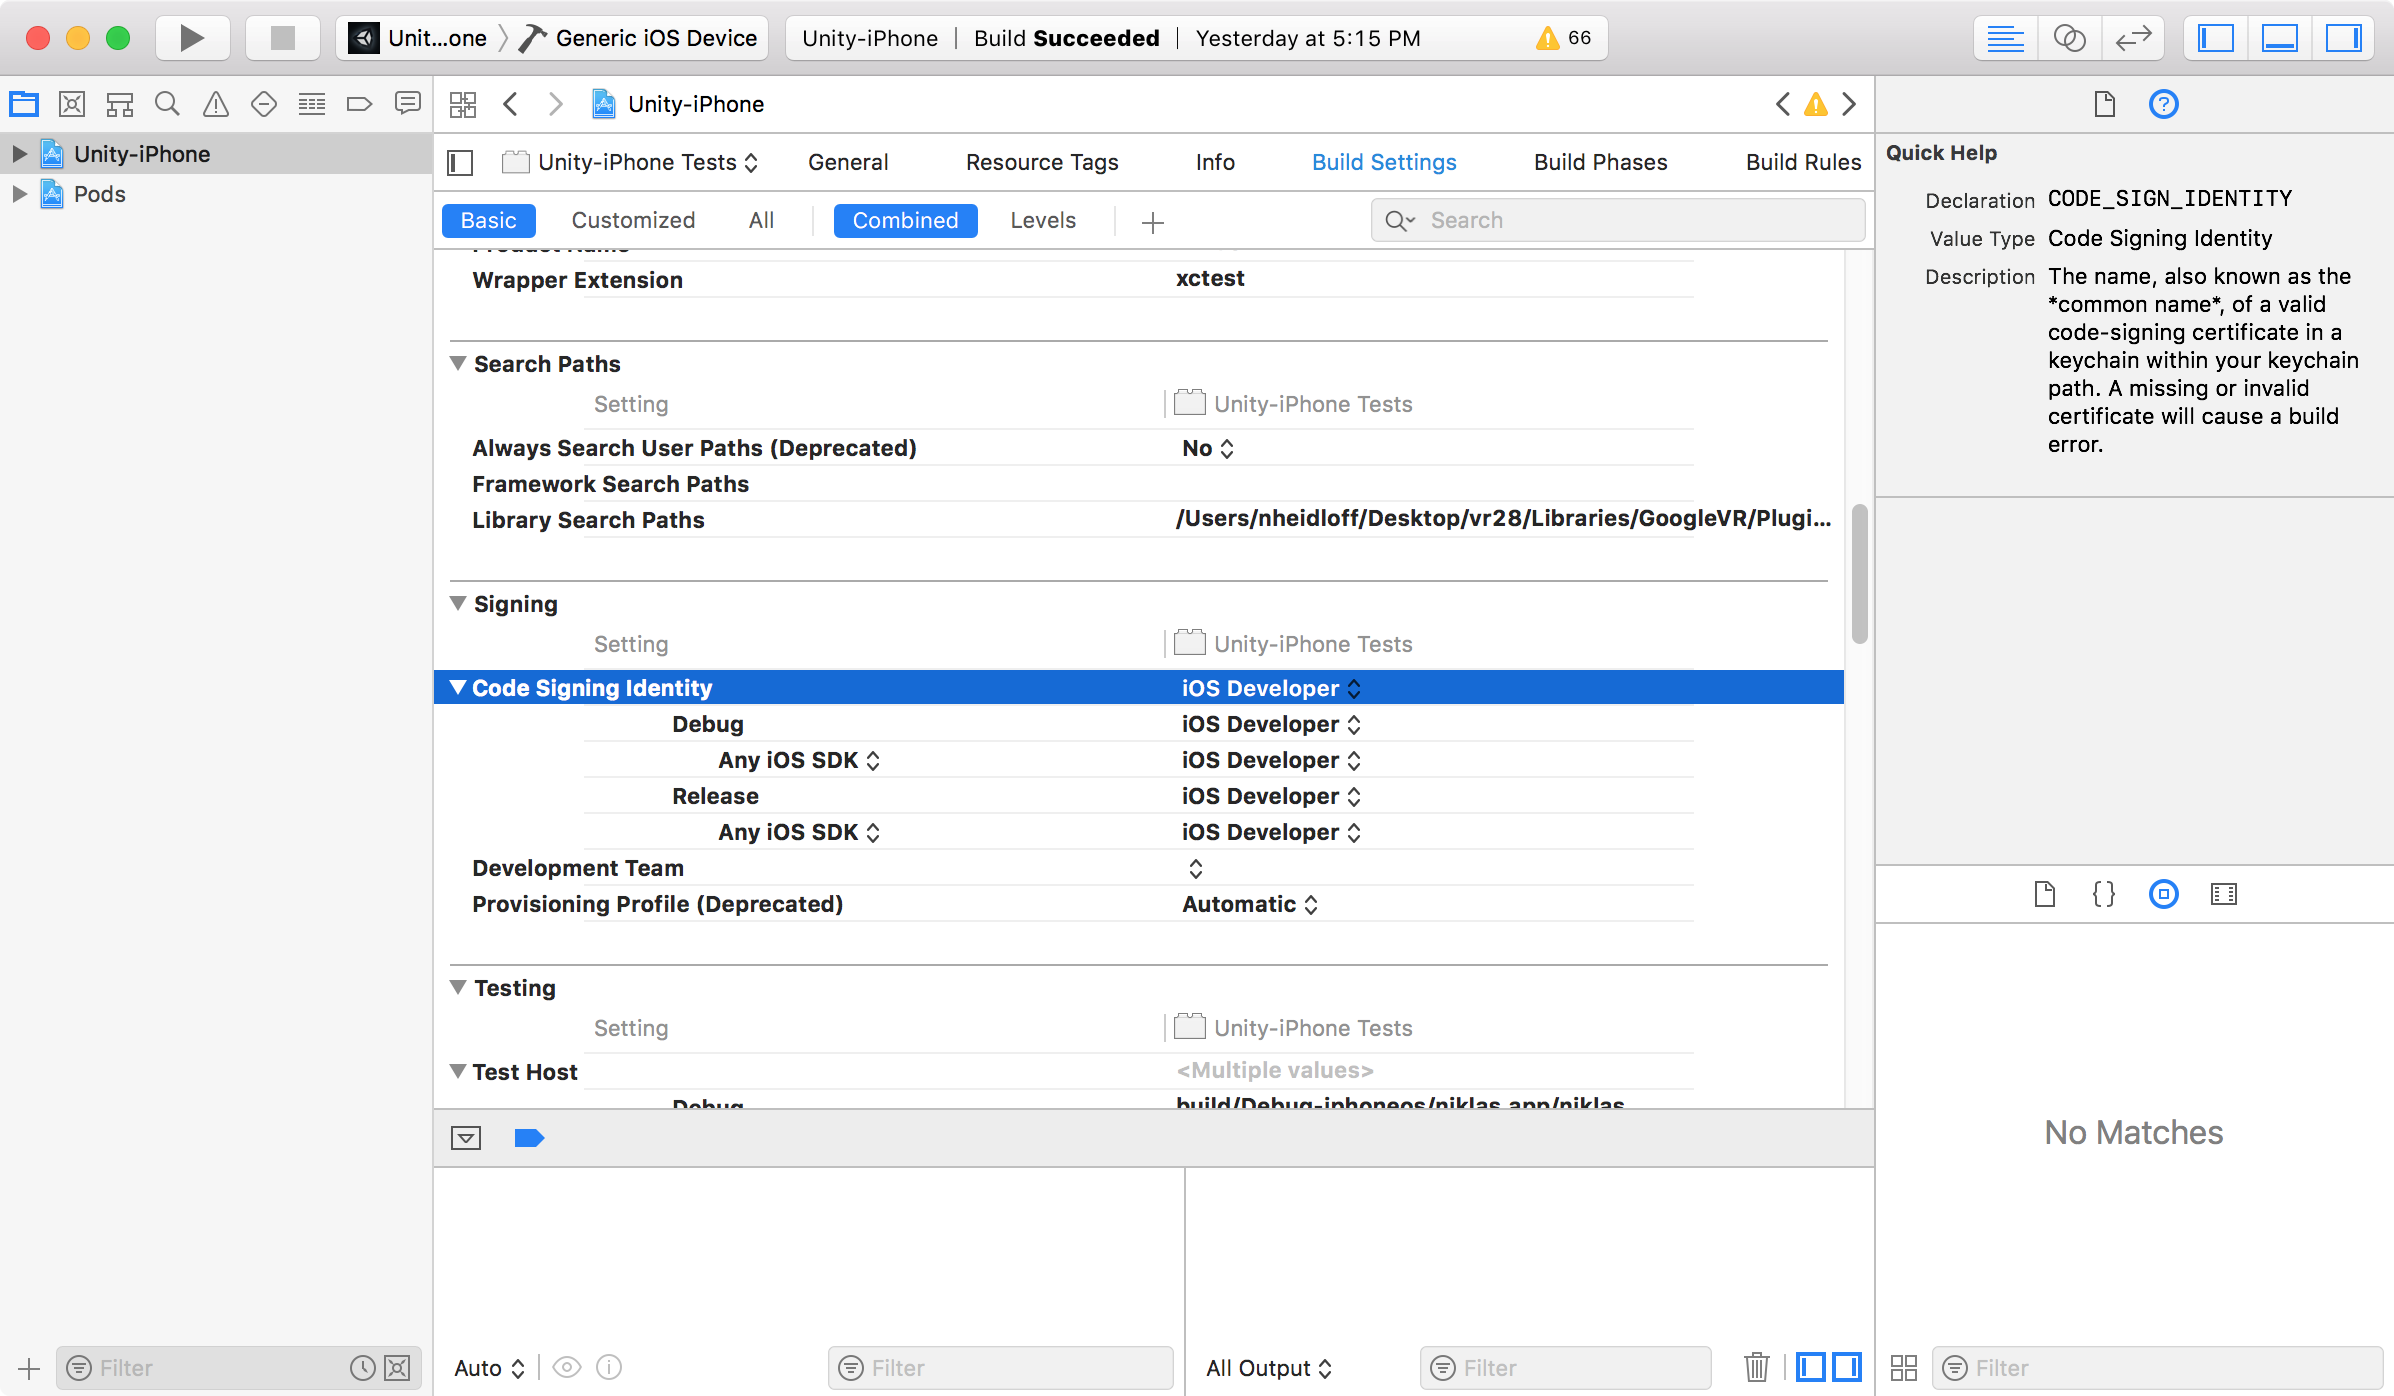 Unit...one Generic iOS Device
Unity-iPhone Build Succeeded Yesterday at 5:15 PM 66
Unity-iPhone
Pods
Filter
Unity-iPhone
Unity-iPhone Tests General Resource Tags Info Build Settings Build Phases Build Rules
Basic Customized All Combined Levels + Search
Product Name
Wrapper Extension xctest
Search Paths
Setting Unity-iPhone Tests
Always Search User Paths (Deprecated) No
Framework Search Paths
Library Search Paths /Users/nheidloff/Desktop/vr28/Libraries/GoogleVR/Plugi...
Signing
Setting Unity-iPhone Tests
Code Signing Identity iOS Developer
Debug iOS Developer
Any iOS SDK iOS Developer
Release iOS Developer
Any iOS SDK iOS Developer
Development Team
Provisioning Profile (Deprecated) Automatic
Testing
Setting Unity-iPhone Tests
Test Host <Multiple values>
Debug build/Debug-iphoneos/niklas.app/niklas
Auto Filter
All Output Filter
Quick Help
Declaration CODE_SIGN_IDENTITY
Value Type Code Signing Identity
Description The name, also known as the
*common name*, of a valid
code-signing certificate in a
keychain within your keychain
path. A missing or invalid
certificate will cause a build
error.
{}
No Matches
Filter